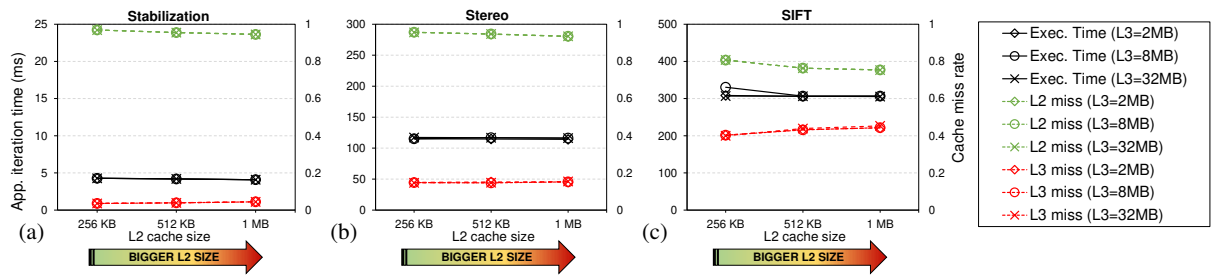 Stabilization
App. iteration time (ms)
25
20
15
10
5
0
1
0.8
0.6
0.4
0.2
0
256 KB 512 KB 1 MB
L2 cache size
(a)
BIGGER L2 SIZE
Stereo
300
250
200
150
100
50
0
1
0.8
0.6
0.4
0.2
0
256 KB 512 KB 1 MB
L2 cache size
(b)
BIGGER L2 SIZE
SIFT
500
400
300
200
100
0
1
0.8
0.6
0.4
0.2
0
Cache miss rate
256 KB 512 KB 1 MB
L2 cache size
(c)
BIGGER L2 SIZE
Exec. Time (L3=2MB)
Exec. Time (L3=8MB)
Exec. Time (L3=32MB)
L2 miss (L3=2MB)
L2 miss (L3=8MB)
L2 miss (L3=32MB)
L3 miss (L3=2MB)
L3 miss (L3=8MB)
L3 miss (L3=32MB)